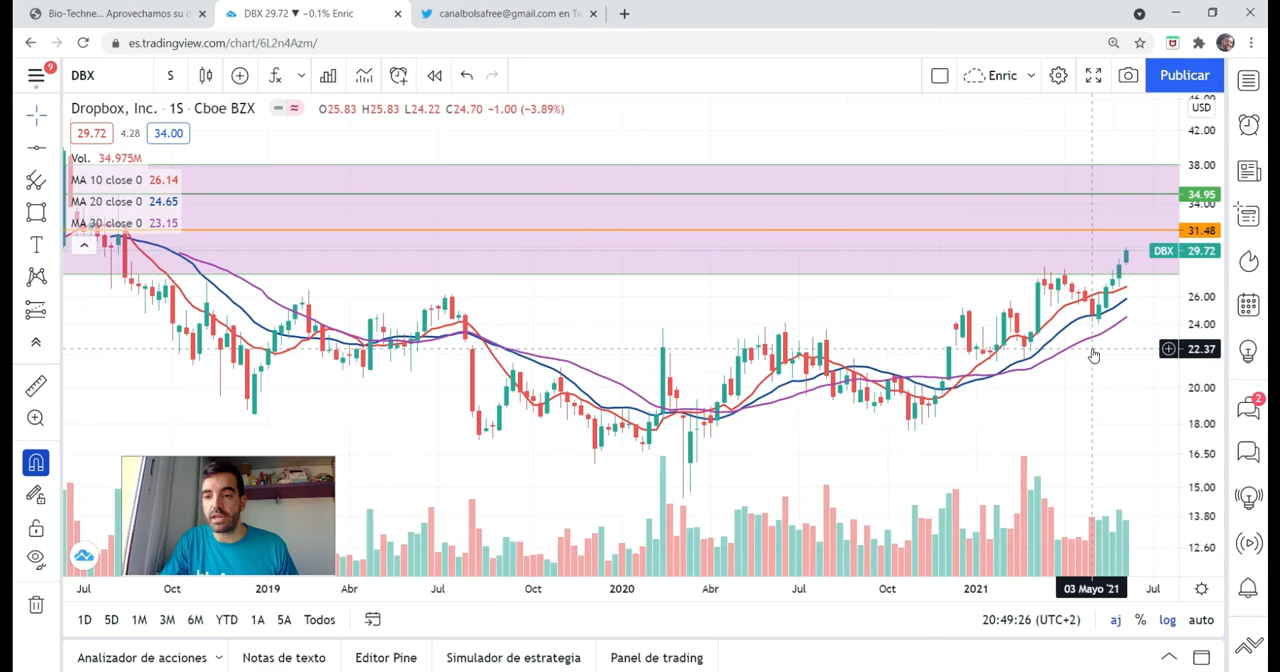 Bio-Techne... Aprovechamos su c
DBX 29.72 ▼ −0.1% Enric
canalbolsafree@gmail.com en Tw
es.tradingview.com/chart/6L2n4Azm/
9
DBX
S
Enric
Publicar
Dropbox, Inc. · 1S · Cboe BZX
O25.83 H25.83 L24.22 C24.70 −1.00 (−3.89%)
USD
29.72 4.28 34.00
Vol. 34.975M
MA 10 close 0 26.14
MA 20 close 0 24.65
MA 30 close 0 23.15
46.00
42.00
38.00
34.95
34.00
31.48
DBX 29.72
26.00
24.00
22.37
20.00
18.00
16.50
15.00
13.80
12.60
2
Jul Oct 2019 Abr Jul Oct 2020 Abr Jul Oct 2021 03 Mayo '21 Jul
1D 5D 1M 3M 6M YTD 1A 5A Todos
20:49:26 (UTC+2) aj % log auto
Analizador de acciones Notas de texto Editor Pine Simulador de estrategia Panel de trading